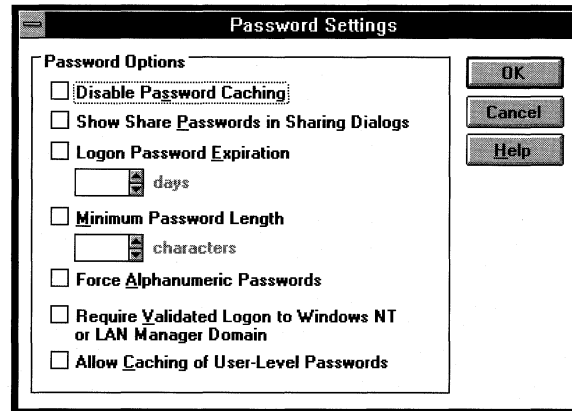 Password Settings
Password Options
Disable Password Caching
Show Share Passwords in Sharing Dialogs
Logon Password Expiration
days
Minimum Password Length
characters
Force Alphanumeric Passwords
Require Validated Logon to Windows NT
or LAN Manager Domain
Allow Caching of User-Level Passwords
OK
Cancel
Help